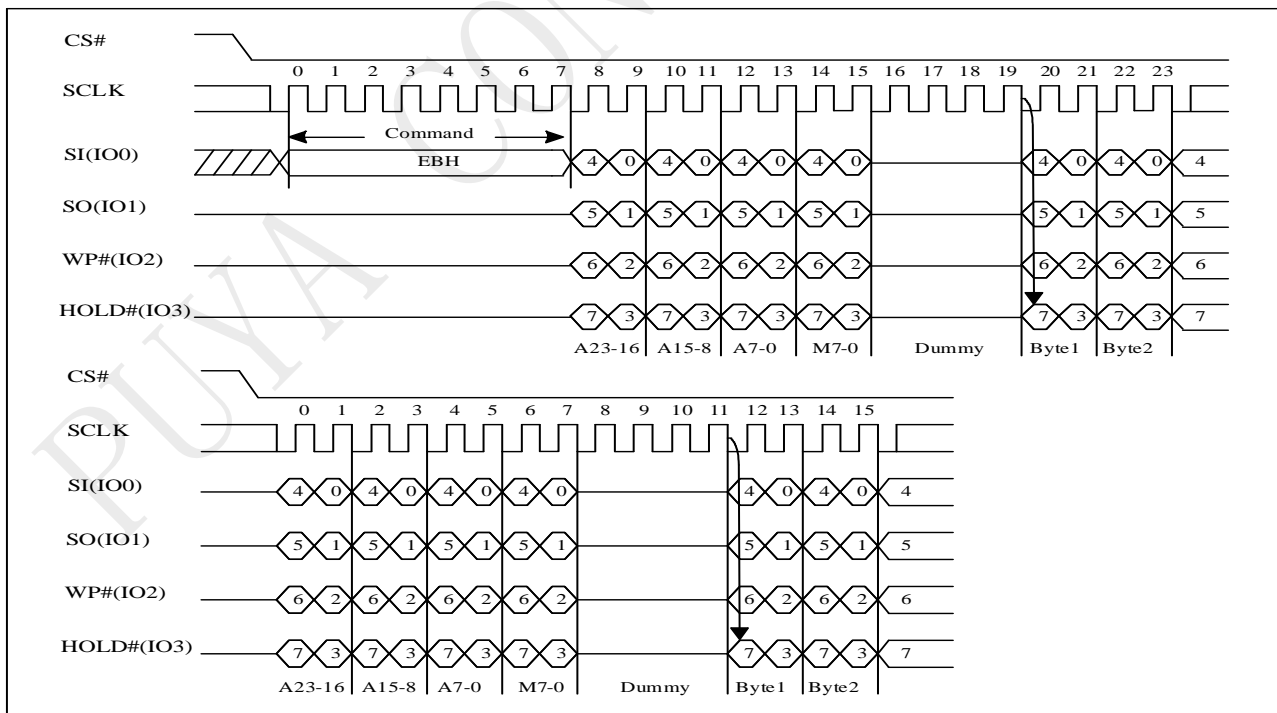 CS#
0 1 2 3 4 5 6 7 8 9 10 11 12 13 14 15 16 17 18 19 20 21 22 23
SCLK
Command
SI(IO0) EBH 4 0 4 0 4 0 4 0 4 0 4 0 4
SO(IO1) 5 1 5 1 5 1 5 1 5 1 5 1 5
WP#(IO2) 6 2 6 2 6 2 6 2 6 2 6 2 6
HOLD#(IO3) 7 3 7 3 7 3 7 3 7 3 7 3 7
A23-16 A15-8 A7-0 M7-0 Dummy Byte1 Byte2
CS#
0 1 2 3 4 5 6 7 8 9 10 11 12 13 14 15
SCLK
SI(IO0) 4 0 4 0 4 0 4 0 4 0 4 0 4
SO(IO1) 5 1 5 1 5 1 5 1 5 1 5 1 5
WP#(IO2) 6 2 6 2 6 2 6 2 6 2 6 2 6
HOLD#(IO3) 7 3 7 3 7 3 7 3 7 3 7 3 7
A23-16 A15-8 A7-0 M7-0 Dummy Byte1 Byte2
PUYA CON